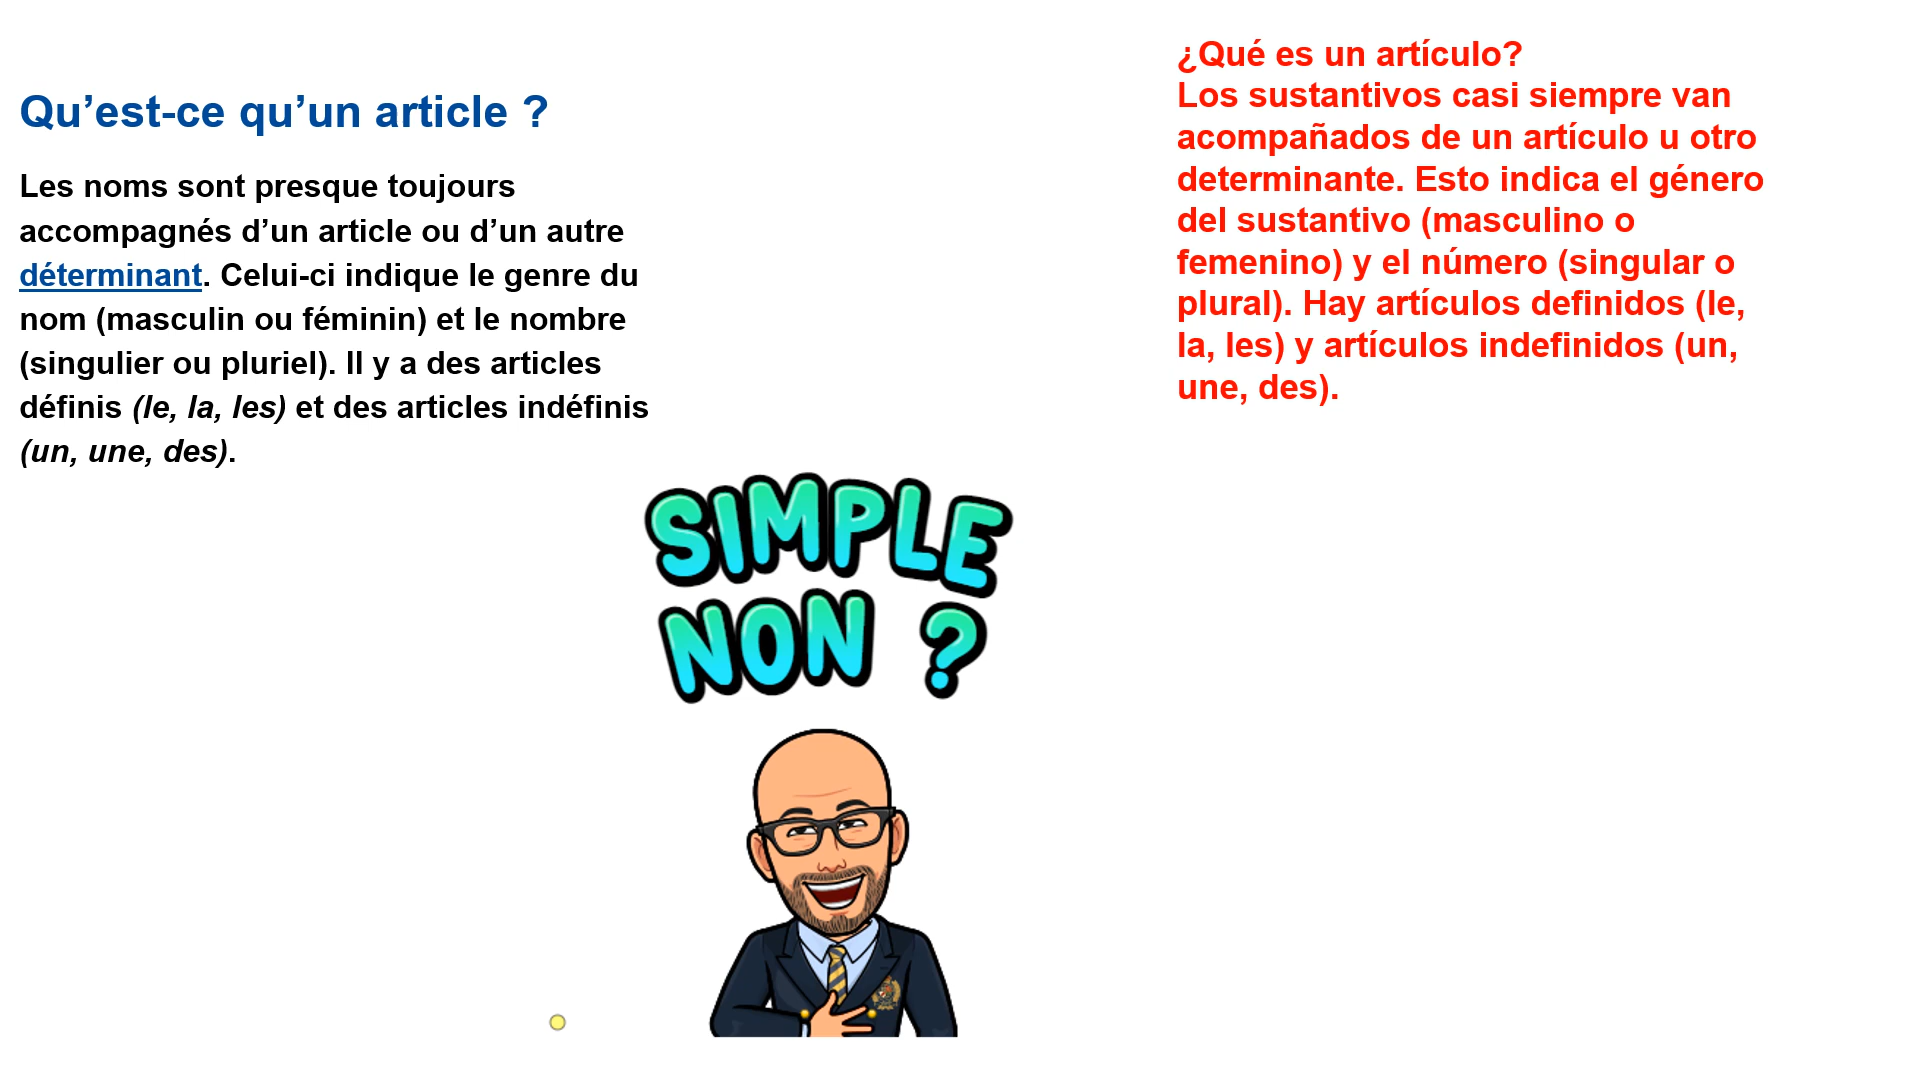 Qu’est-ce qu’un article ?
Les noms sont presque toujours
accompagnés d’un article ou d’un autre
déterminant. Celui-ci indique le genre du
nom (masculin ou féminin) et le nombre
(singulier ou pluriel). Il y a des articles
définis (le, la, les) et des articles indéfinis
(un, une, des).
¿Qué es un artículo?
Los sustantivos casi siempre van
acompañados de un artículo u otro
determinante. Esto indica el género
del sustantivo (masculino o
femenino) y el número (singular o
plural). Hay artículos definidos (le,
la, les) y artículos indefinidos (un,
une, des).
SIMPLE
NON ?